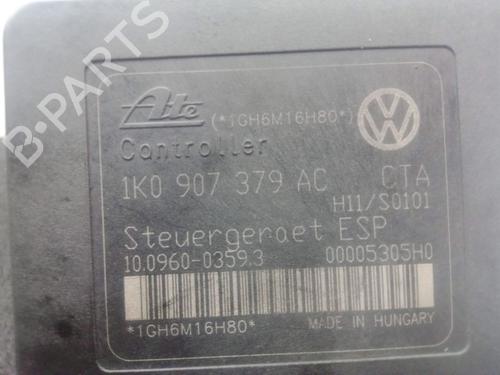 B-PARTS
Ate (*1GH6M16H80*)
Controller
1K0 907 379 AC CTA
H11/S0101
Steuergeraet ESP
10.0960-0359.3 00005305H0
*1GH6M16H80* MADE IN HUNGARY